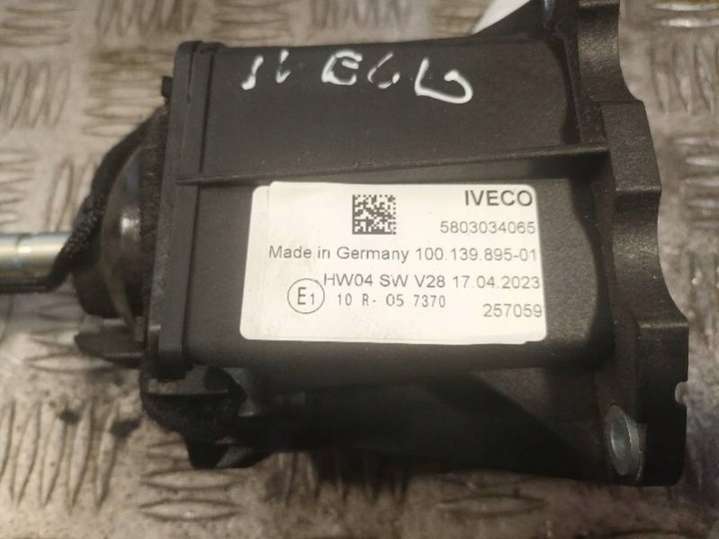 IVECO
5803034065
Made in Germany 100.139.895-01
HW04 SW V28 17.04.2023
E1 10 R- 05 7370
257059